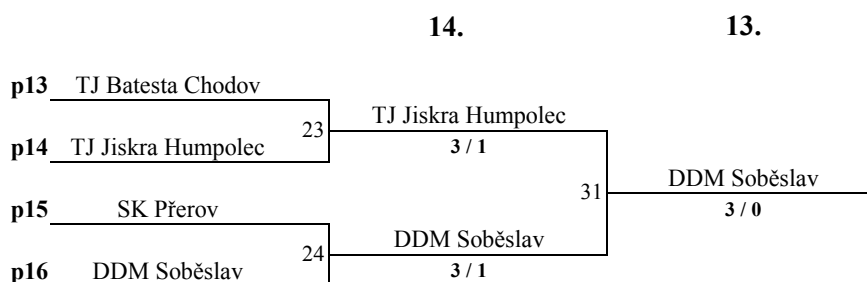 14. 13.
p13 TJ Batesta Chodov
TJ Jiskra Humpolec
23
p14 TJ Jiskra Humpolec 3 / 1
DDM Soběslav
31
p15 SK Přerov 3 / 0
DDM Soběslav
24
p16 DDM Soběslav 3 / 1